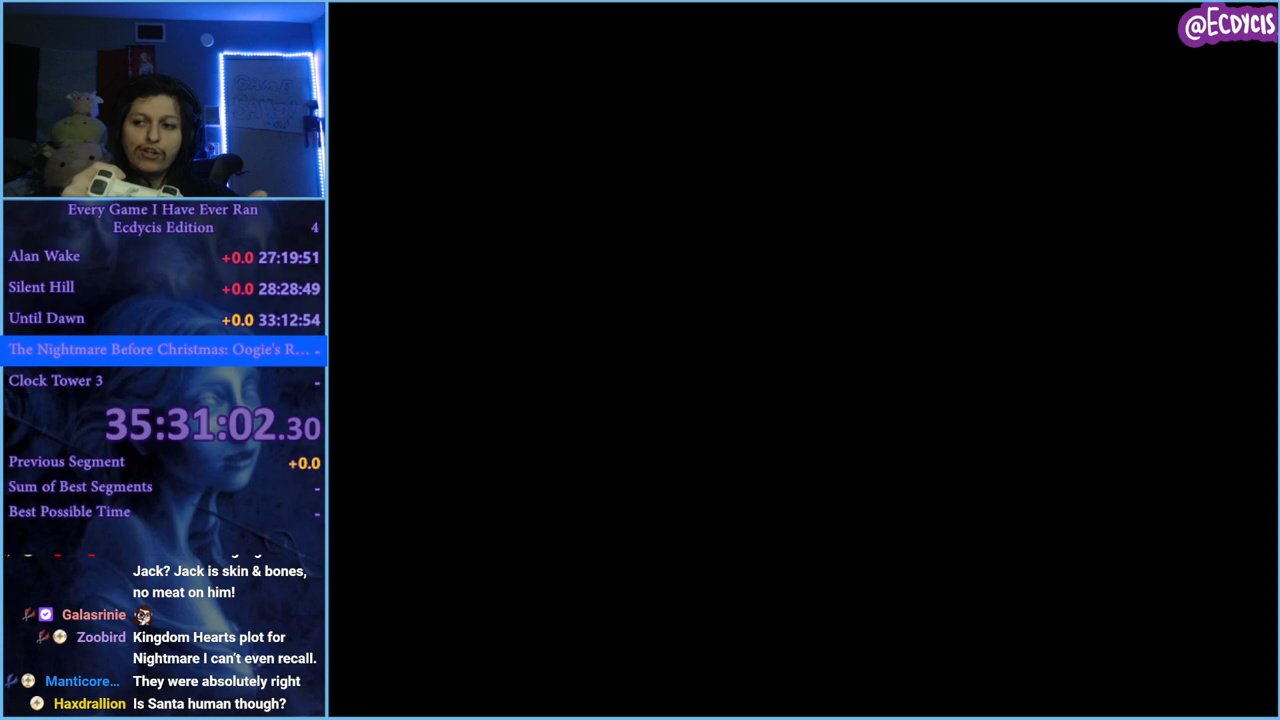 @ECDYCIS
Every Game I Have Ever Ran
Ecdycis Edition 4
Alan Wake +0.0 27:19:51
Silent Hill +0.0 28:28:49
Until Dawn +0.0 33:12:54
The Nightmare Before Christmas: Oogie's R... -
Clock Tower 3 -
35:31:02.30
Previous Segment +0.0
Sum of Best Segments -
Best Possible Time -
Jack? Jack is skin & bones,
no meat on him!
Galasrinie
Zoobird Kingdom Hearts plot for
Nightmare I can't even recall.
Manticore... They were absolutely right
Haxdrallion Is Santa human though?